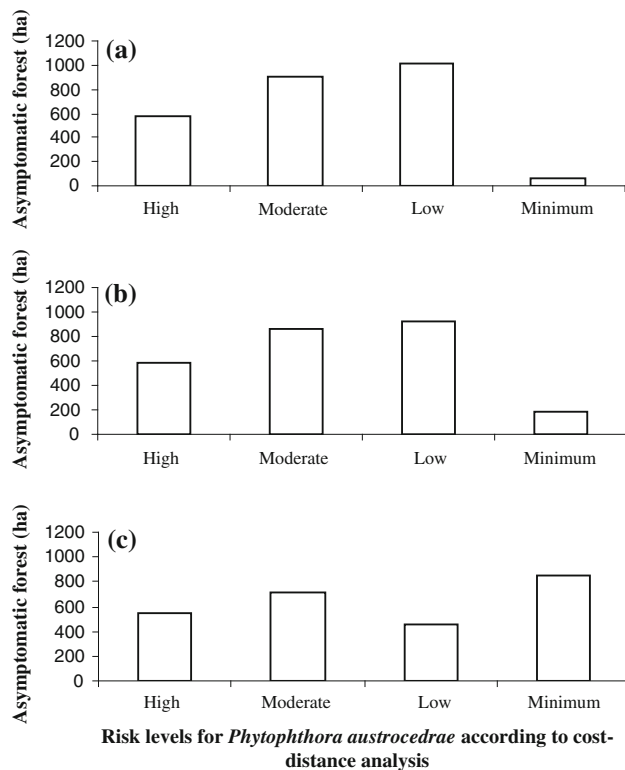 Asymptomatic forest (ha)
(a)
1200
1000
800
600
400
200
0
High Moderate Low Minimum
Asymptomatic forest (ha)
(b)
1200
1000
800
600
400
200
0
High Moderate Low Minimum
Asymptomatic forest (ha)
(c)
1200
1000
800
600
400
200
0
High Moderate Low Minimum
Risk levels for Phytophthora austrocedrae according to cost-
distance analysis